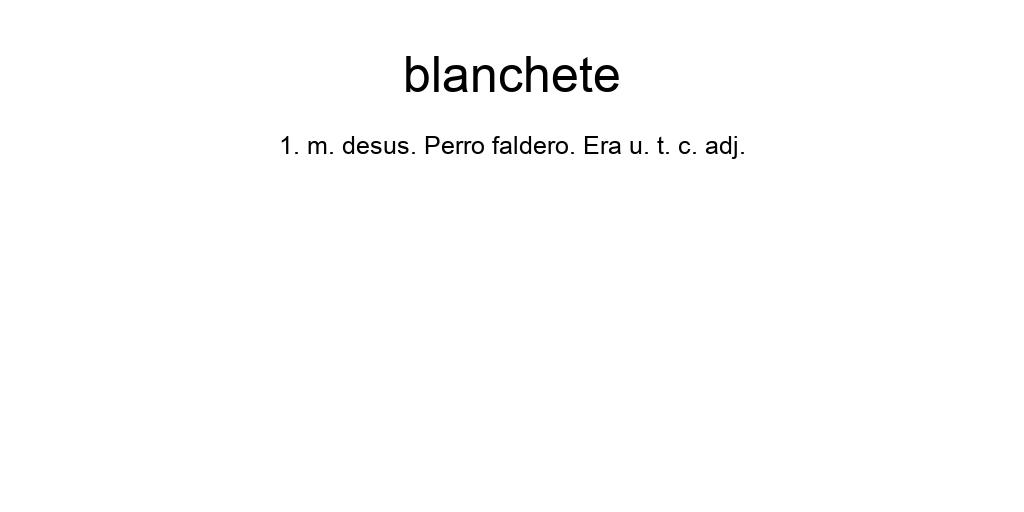 blanchete
1. m. desus. Perro faldero. Era u. t. c. adj.